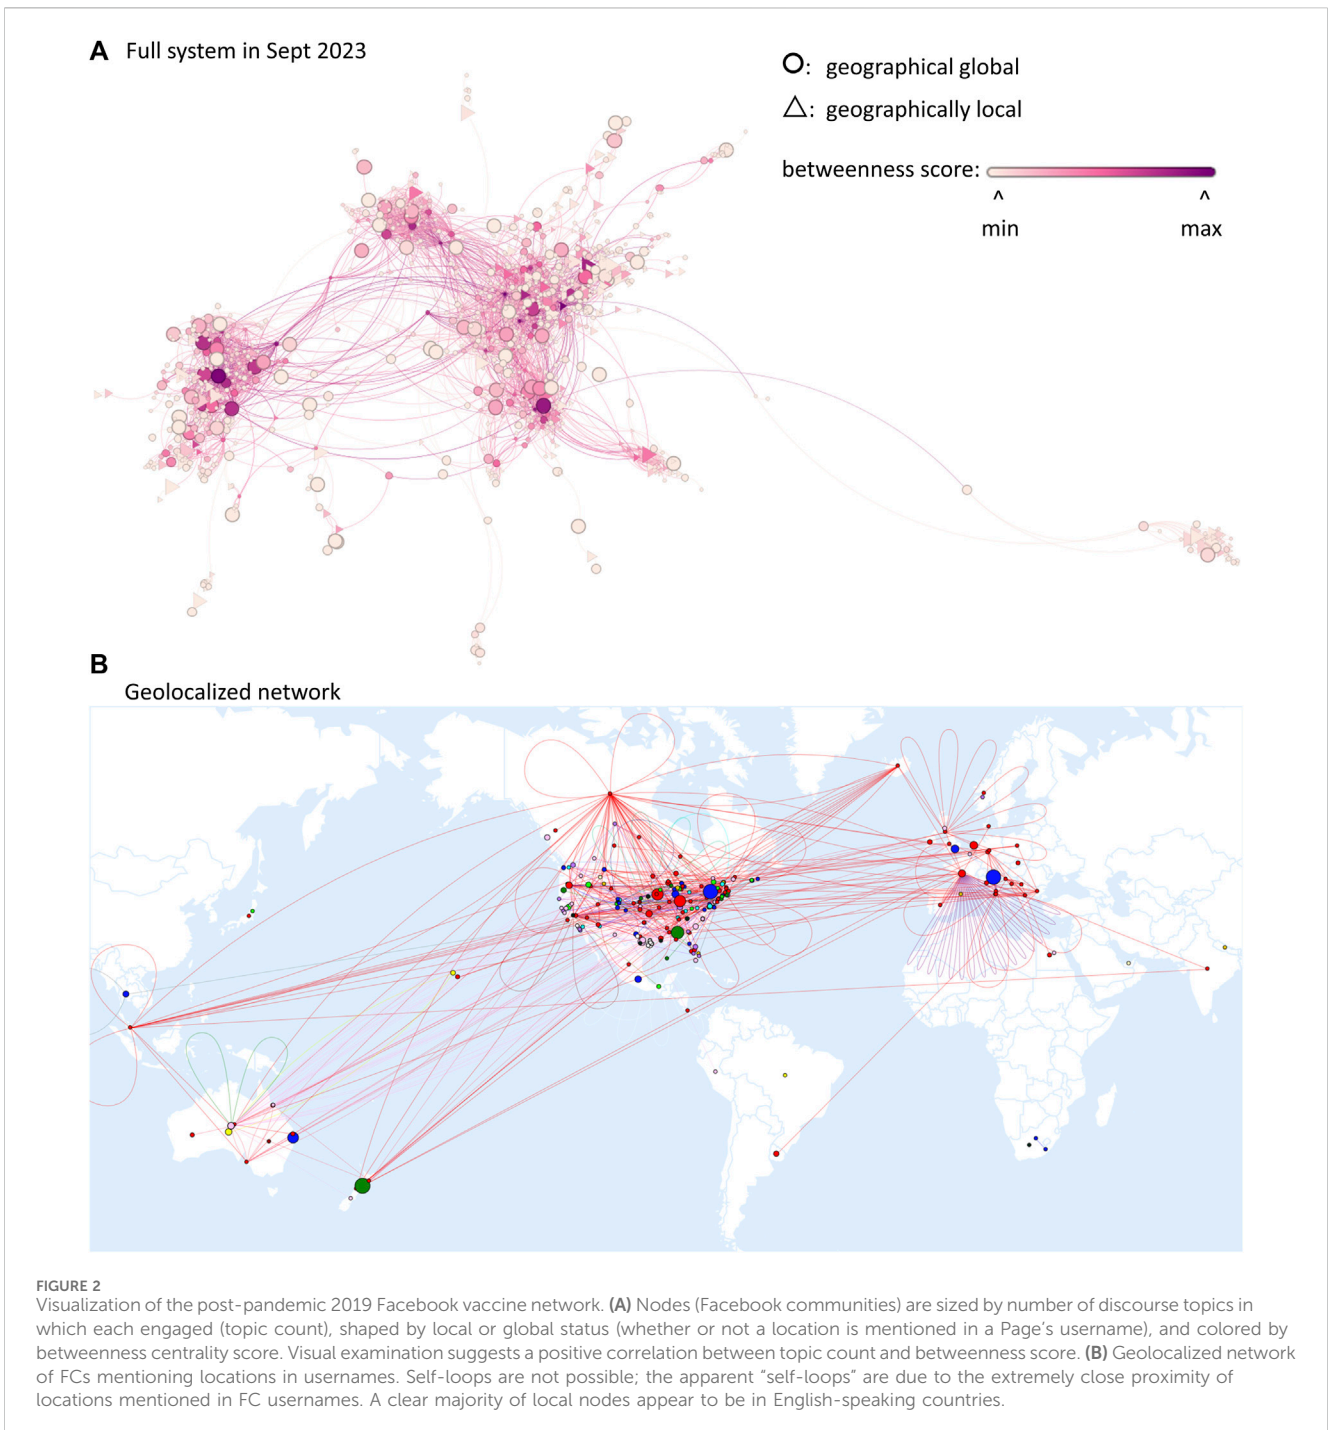 A Full system in Sept 2023
O: geographical global
△: geographically local
betweenness score:
^ ^
min max
B
Geolocalized network
FIGURE 2
Visualization of the post-pandemic 2019 Facebook vaccine network. (A) Nodes (Facebook communities) are sized by number of discourse topics in
which each engaged (topic count), shaped by local or global status (whether or not a location is mentioned in a Page's username), and colored by
betweenness centrality score. Visual examination suggests a positive correlation between topic count and betweenness score. (B) Geolocalized network
of FCs mentioning locations in usernames. Self-loops are not possible; the apparent “self-loops“ are due to the extremely close proximity of
locations mentioned in FC usernames. A clear majority of local nodes appear to be in English-speaking countries.